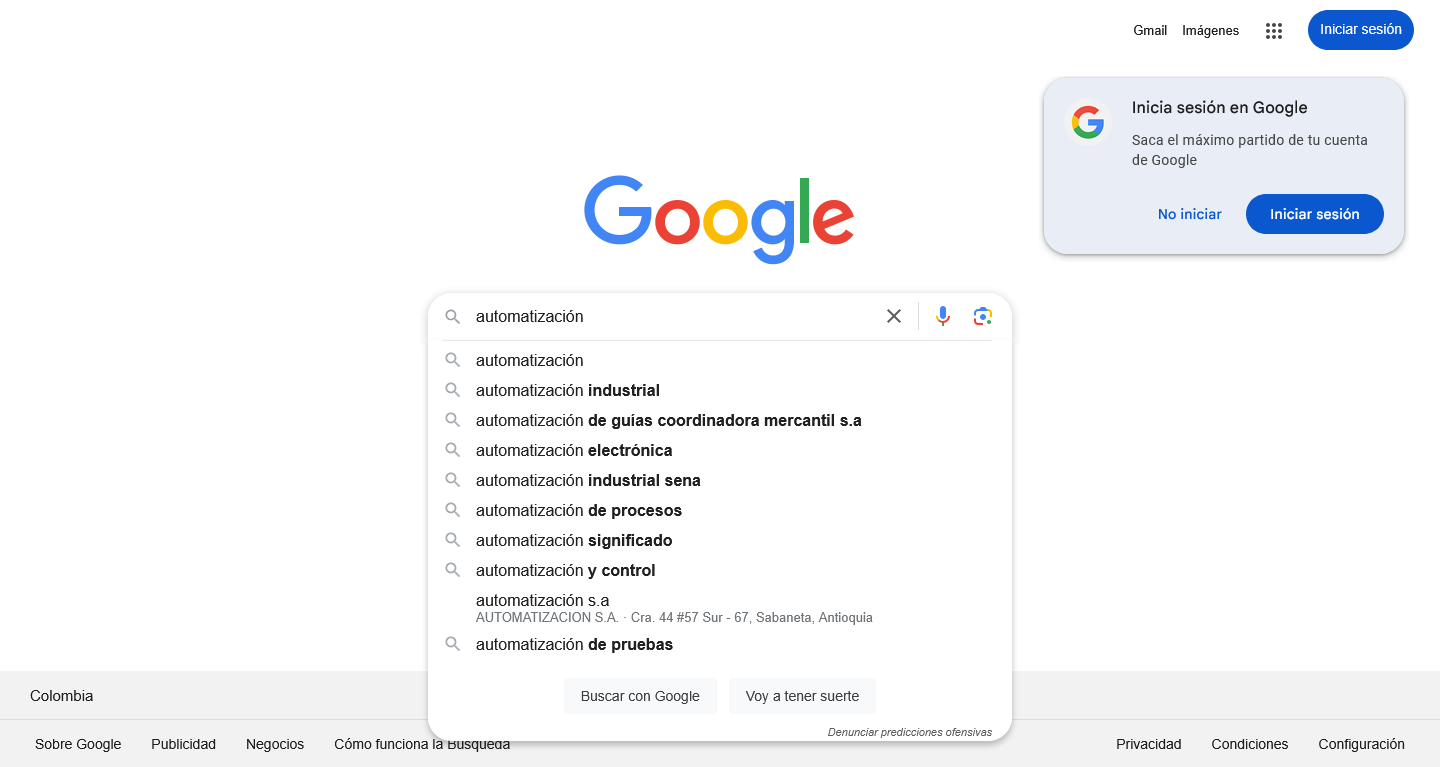 Gmail Imágenes Iniciar sesión
Inicia sesión en Google
Saca el máximo partido de tu cuenta
de Google
No iniciar Iniciar sesión
Google
automatización
automatización
automatización industrial
automatización de guías coordinadora mercantil s.a
automatización electrónica
automatización industrial sena
automatización de procesos
automatización significado
automatización y control
automatización s.a
AUTOMATIZACION S.A. · Cra. 44 #57 Sur - 67, Sabaneta, Antioquia
automatización de pruebas
Buscar con Google Voy a tener suerte
Denunciar predicciones ofensivas
Colombia
Sobre Google Publicidad Negocios Cómo funciona la Búsqueda Privacidad Condiciones Configuración